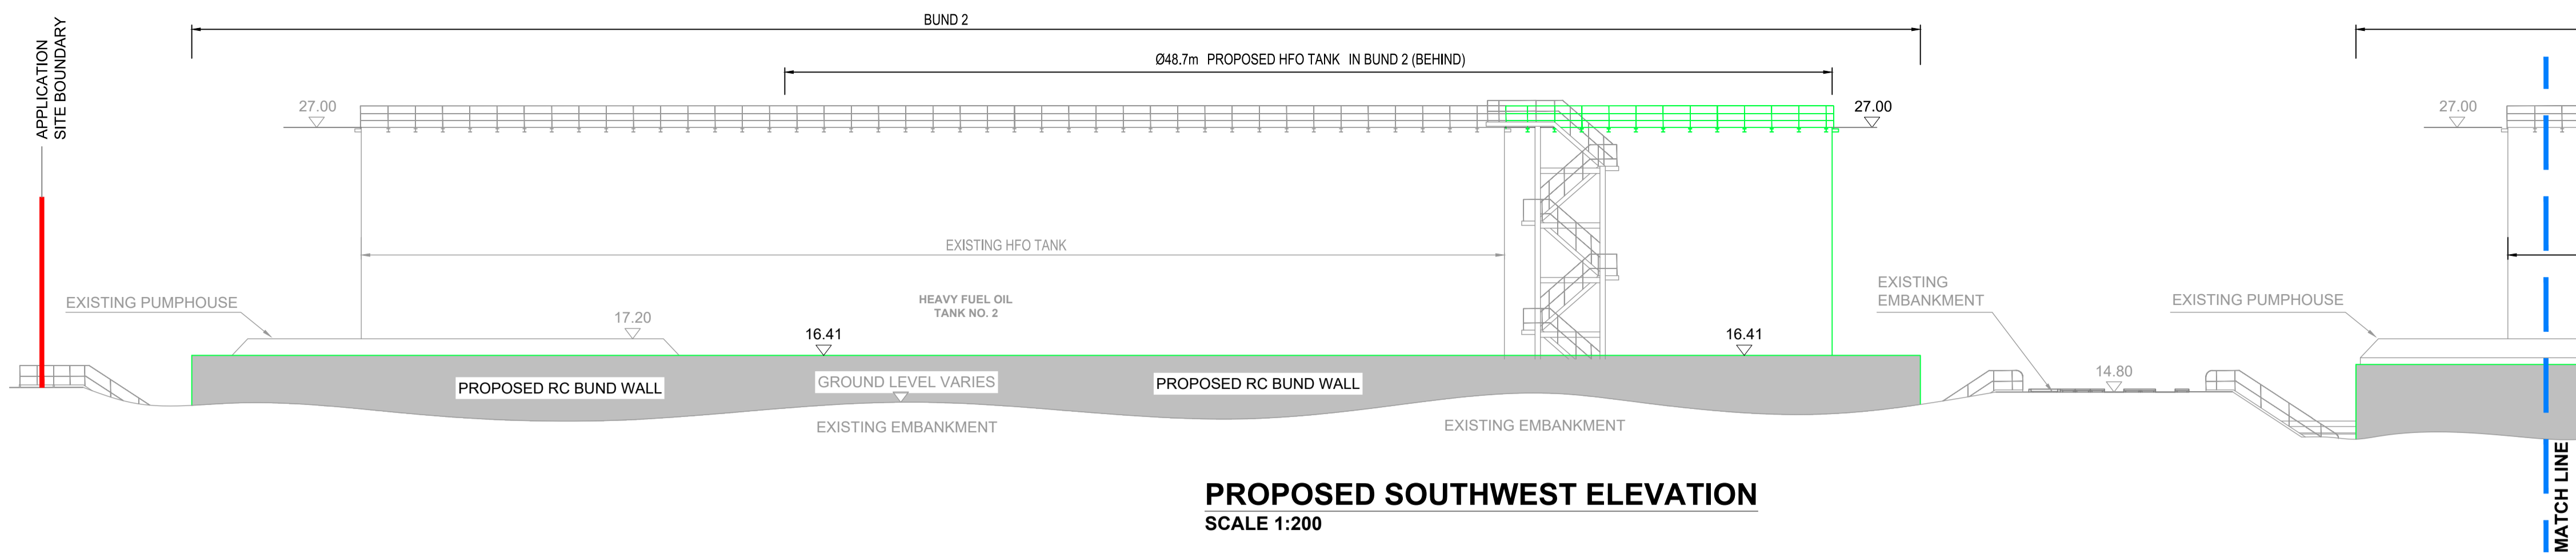 APPLICATION
SITE BOUNDARY
BUND 2
Ø48.7m PROPOSED HFO TANK IN BUND 2 (BEHIND)
27.00
27.00
27.00
EXISTING HFO TANK
EXISTING PUMPHOUSE
HEAVY FUEL OIL
TANK NO. 2
17.20
16.41
16.41
EXISTING
EMBANKMENT
EXISTING PUMPHOUSE
14.80
PROPOSED RC BUND WALL
GROUND LEVEL VARIES
PROPOSED RC BUND WALL
EXISTING EMBANKMENT
EXISTING EMBANKMENT
MATCH LINE
PROPOSED SOUTHWEST ELEVATION
SCALE 1:200